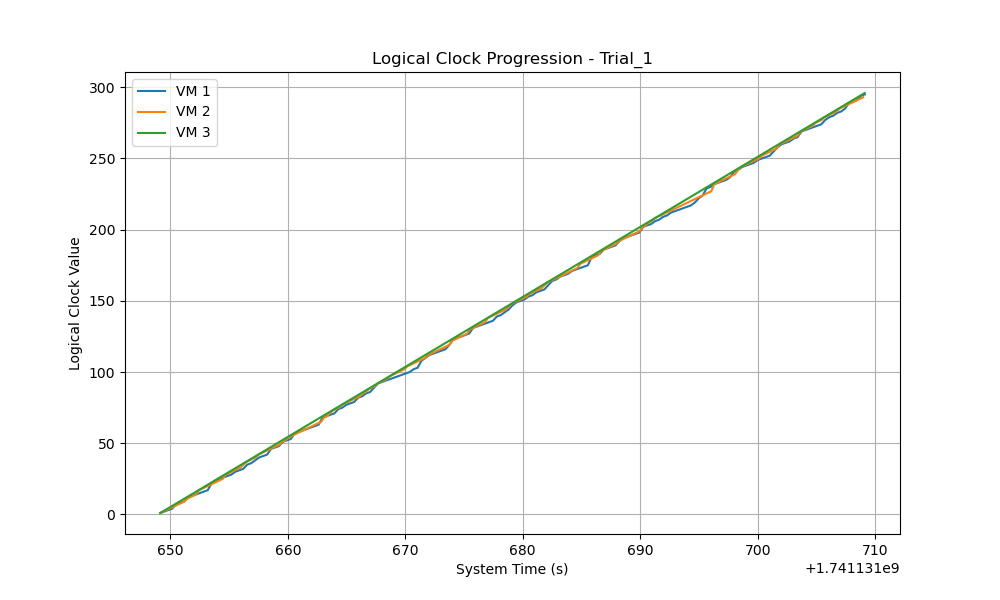 Logical Clock Progression - Trial_1
VM 1
VM 2
VM 3
300
250
200
150
100
50
0
Logical Clock Value
650 660 670 680 690 700 710
System Time (s)
+1.741131e9